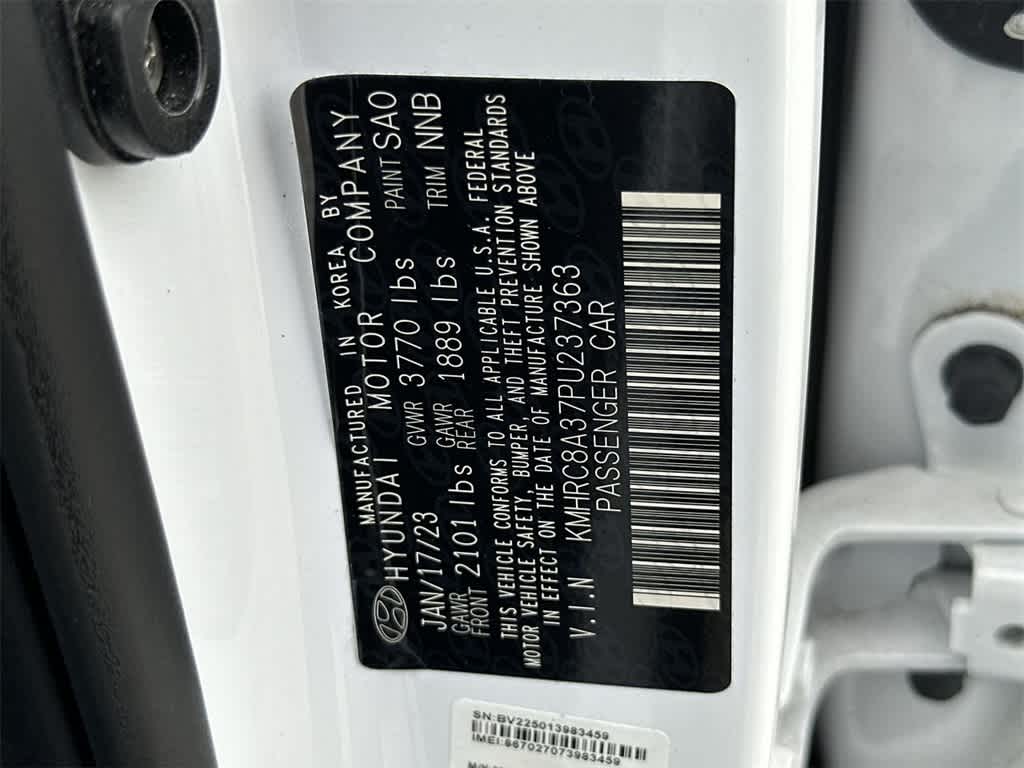 MANUFACTURED IN KOREA BY
HYUNDAI MOTOR COMPANY
JAN/17/23 GVWR 3770 lbs PAINT SAO
GAWR FRONT 2101 lbs GAWR REAR 1889 lbs TRIM NNB
THIS VEHICLE CONFORMS TO ALL APPLICABLE U.S.A. FEDERAL
MOTOR VEHICLE SAFETY, BUMPER, AND THEFT PREVENTION STANDARDS
IN EFFECT ON THE DATE OF MANUFACTURE SHOWN ABOVE
V.I.N KMHRC8A37PU237363
PASSENGER CAR
SN:BV225013983459
IMEI:867027073983459